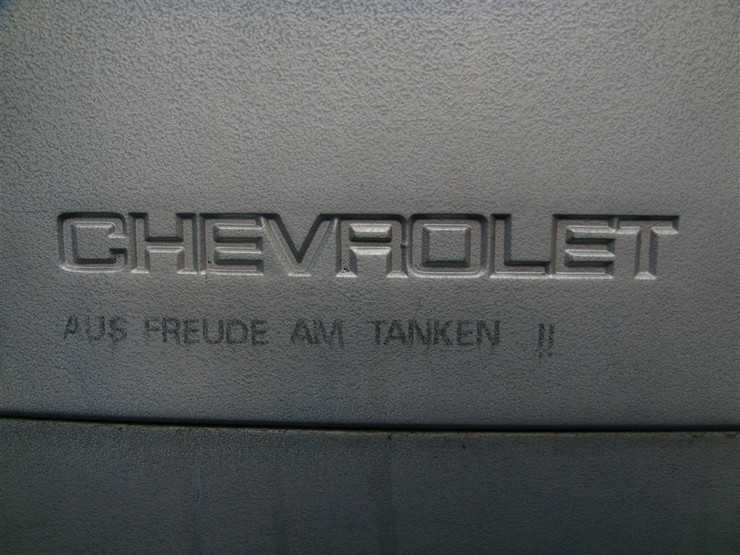 CHEVROLET
AUS FREUDE AM TANKEN !!